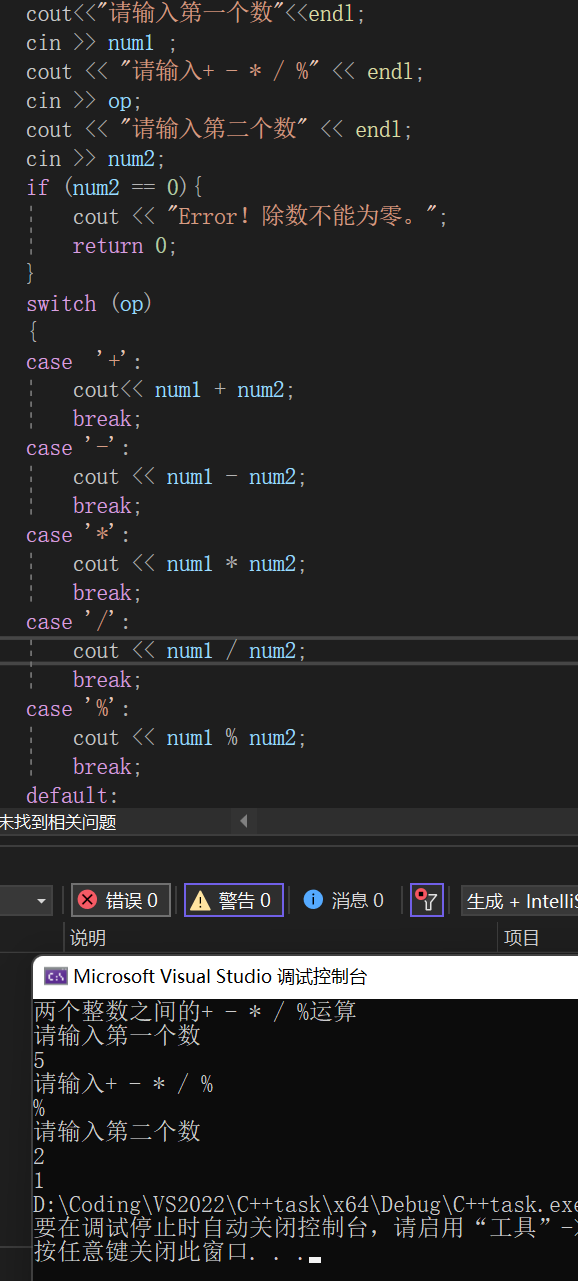 cout<<"请输入第一个数"<<endl;
cin >> num1 ;
cout << "请输入+ - * / %" << endl;
cin >> op;
cout << "请输入第二个数" << endl;
cin >> num2;
if (num2 == 0){
cout << "Error! 除数不能为零。";
return 0;
}
switch (op)
{
case  '+':
cout<< num1 + num2;
break;
case '-':
cout << num1 - num2;
break;
case '*':
cout << num1 * num2;
break;
case '/':
cout << num1 / num2;
break;
case '%':
cout << num1 % num2;
break;
default:
未找到相关问题
错误 0 警告 0 消息 0 生成 + IntelliS
说明 项目
Microsoft Visual Studio 调试控制台
两个整数之间的+ - * / %运算
请输入第一个数
5
请输入+ - * / %
%
请输入第二个数
2
1
D:\Coding\VS2022\C++task\x64\Debug\C++task.exe
要在调试停止时自动关闭控制台，请启用“工具”->
按任意键关闭此窗口. . .